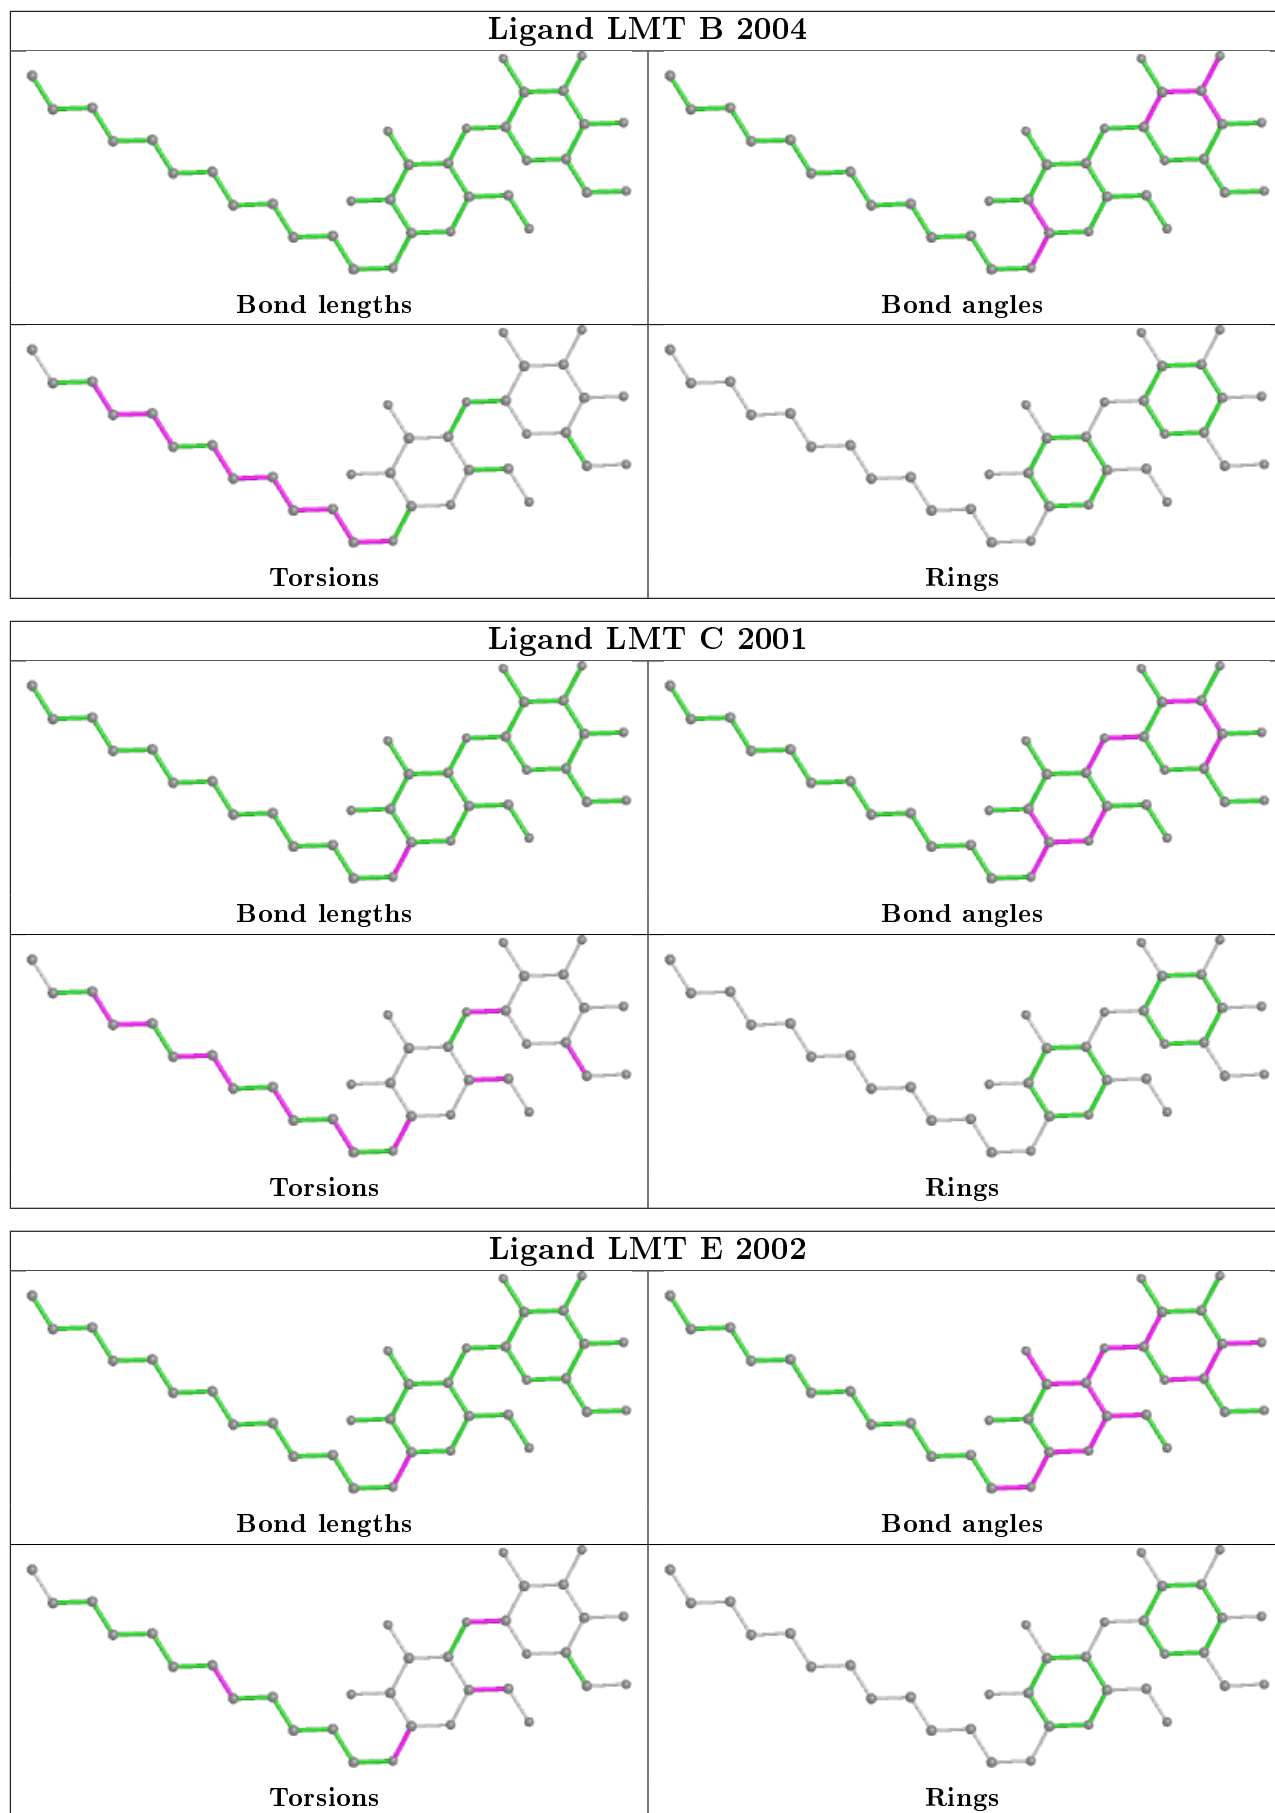 Ligand LMT B 2004
Bond lengths
Bond angles
Torsions
Rings
Ligand LMT C 2001
Bond lengths
Bond angles
Torsions
Rings
Ligand LMT E 2002
Bond lengths
Bond angles
Torsions
Rings